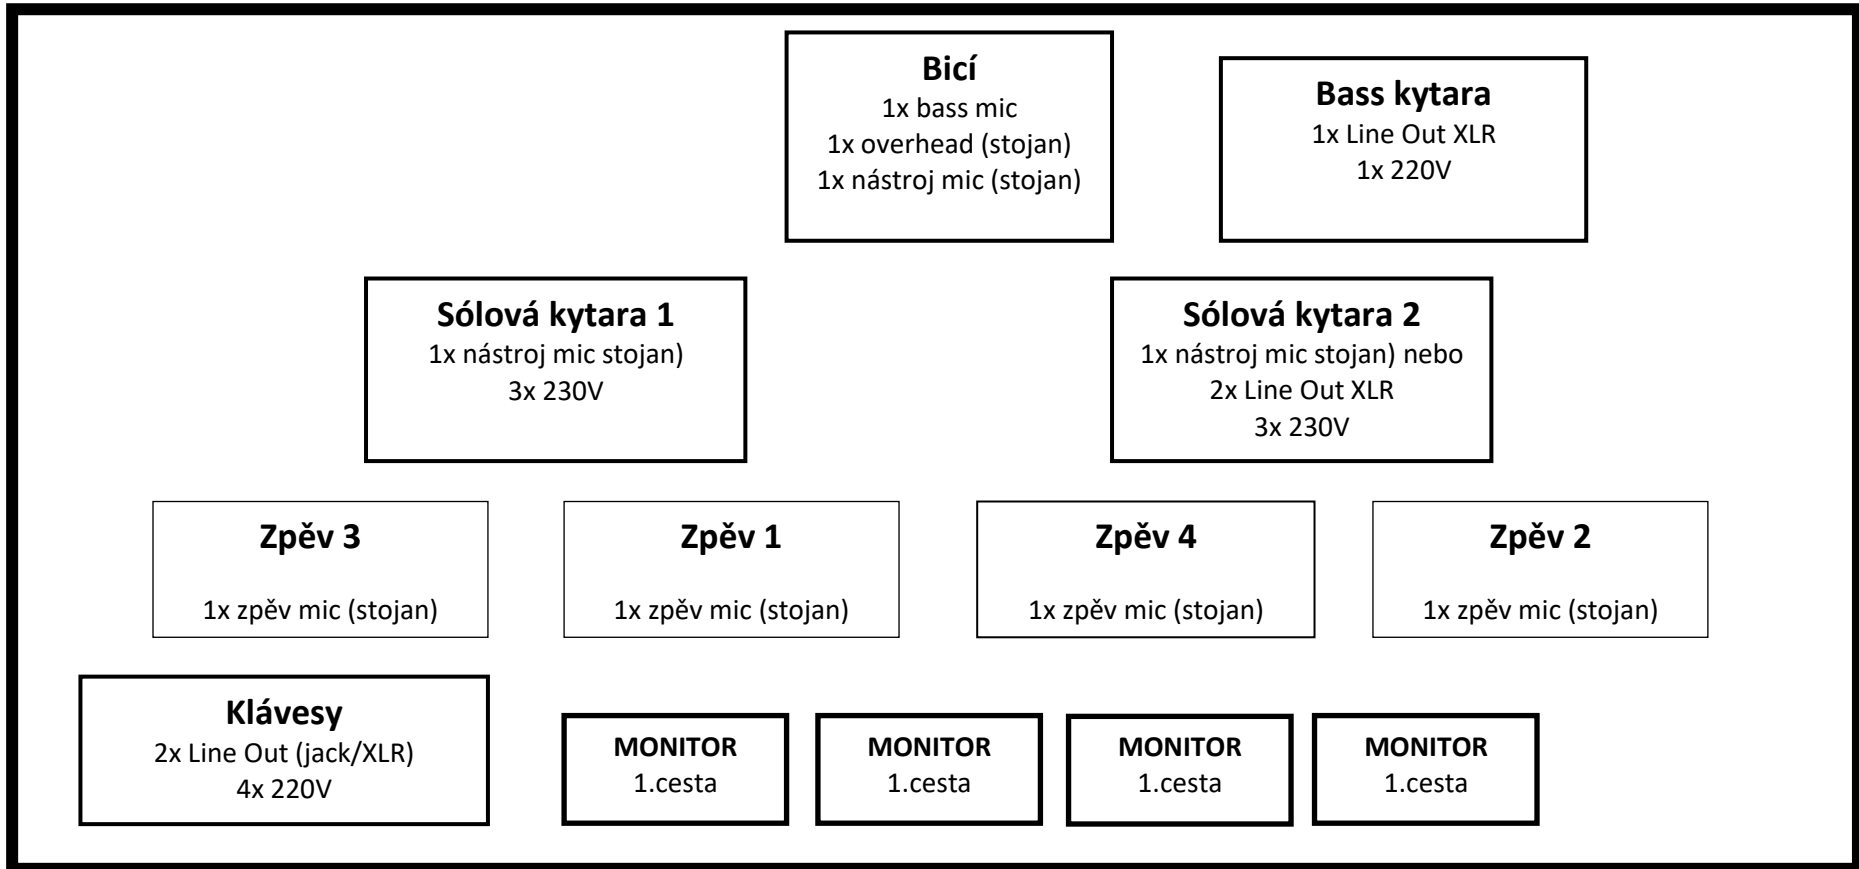 Bicí
1x bass mic
1x overhead (stojan)
1x nástroj mic (stojan)
Bass kytara
1x Line Out XLR
1x 220V
Sólová kytara 1
1x nástroj mic stojan)
3x 230V
Sólová kytara 2
1x nástroj mic stojan) nebo
2x Line Out XLR
3x 230V
Zpěv 3
1x zpěv mic (stojan)
Zpěv 1
1x zpěv mic (stojan)
Zpěv 4
1x zpěv mic (stojan)
Zpěv 2
1x zpěv mic (stojan)
Klávesy
2x Line Out (jack/XLR)
4x 220V
MONITOR
1.cesta
MONITOR
1.cesta
MONITOR
1.cesta
MONITOR
1.cesta